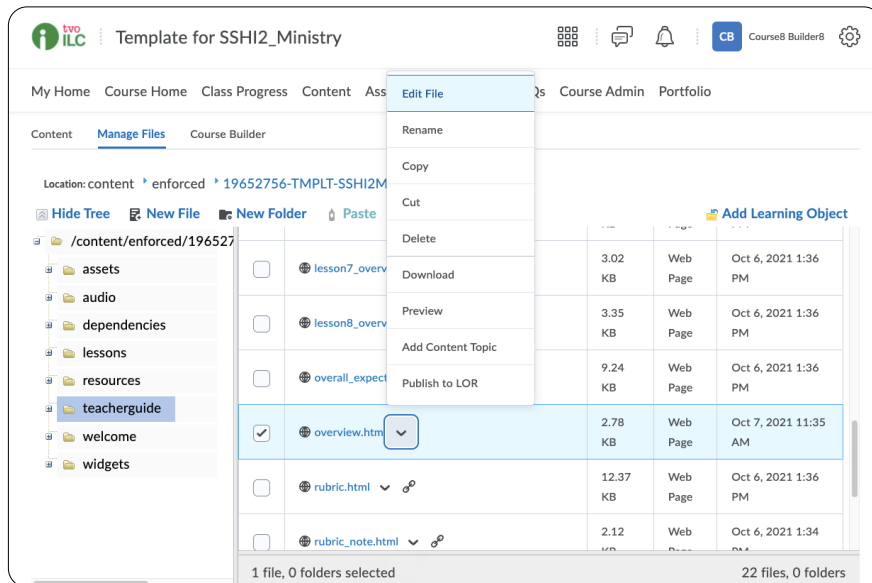 tvo
ILC
Template for SSHI2_Ministry
CB
Course8 Builder8
My Home Course Home Class Progress Content Ass Qs Course Admin Portfolio
Content Manage Files Course Builder
Location: content enforced 19652756-TMPLT-SSHI2M
Hide Tree New File New Folder Paste Add Learning Object
/content/enforced/196527
assets
audio
dependencies
lessons
resources
teacherguide
welcome
widgets
Edit File
Rename
Copy
Cut
Delete
Download
Preview
Add Content Topic
Publish to LOR
lesson7_overv 3.02 KB Web Page Oct 6, 2021 1:36 PM
lesson8_overv 3.35 KB Web Page Oct 6, 2021 1:36 PM
overall_expect 9.24 KB Web Page Oct 6, 2021 1:36 PM
overview.htm 2.78 KB Web Page Oct 7, 2021 11:35 AM
rubric.html 12.37 KB Web Page Oct 6, 2021 1:36 PM
rubric_note.html 2.12 Web Oct 6, 2021 1:34
1 file, 0 folders selected 22 files, 0 folders